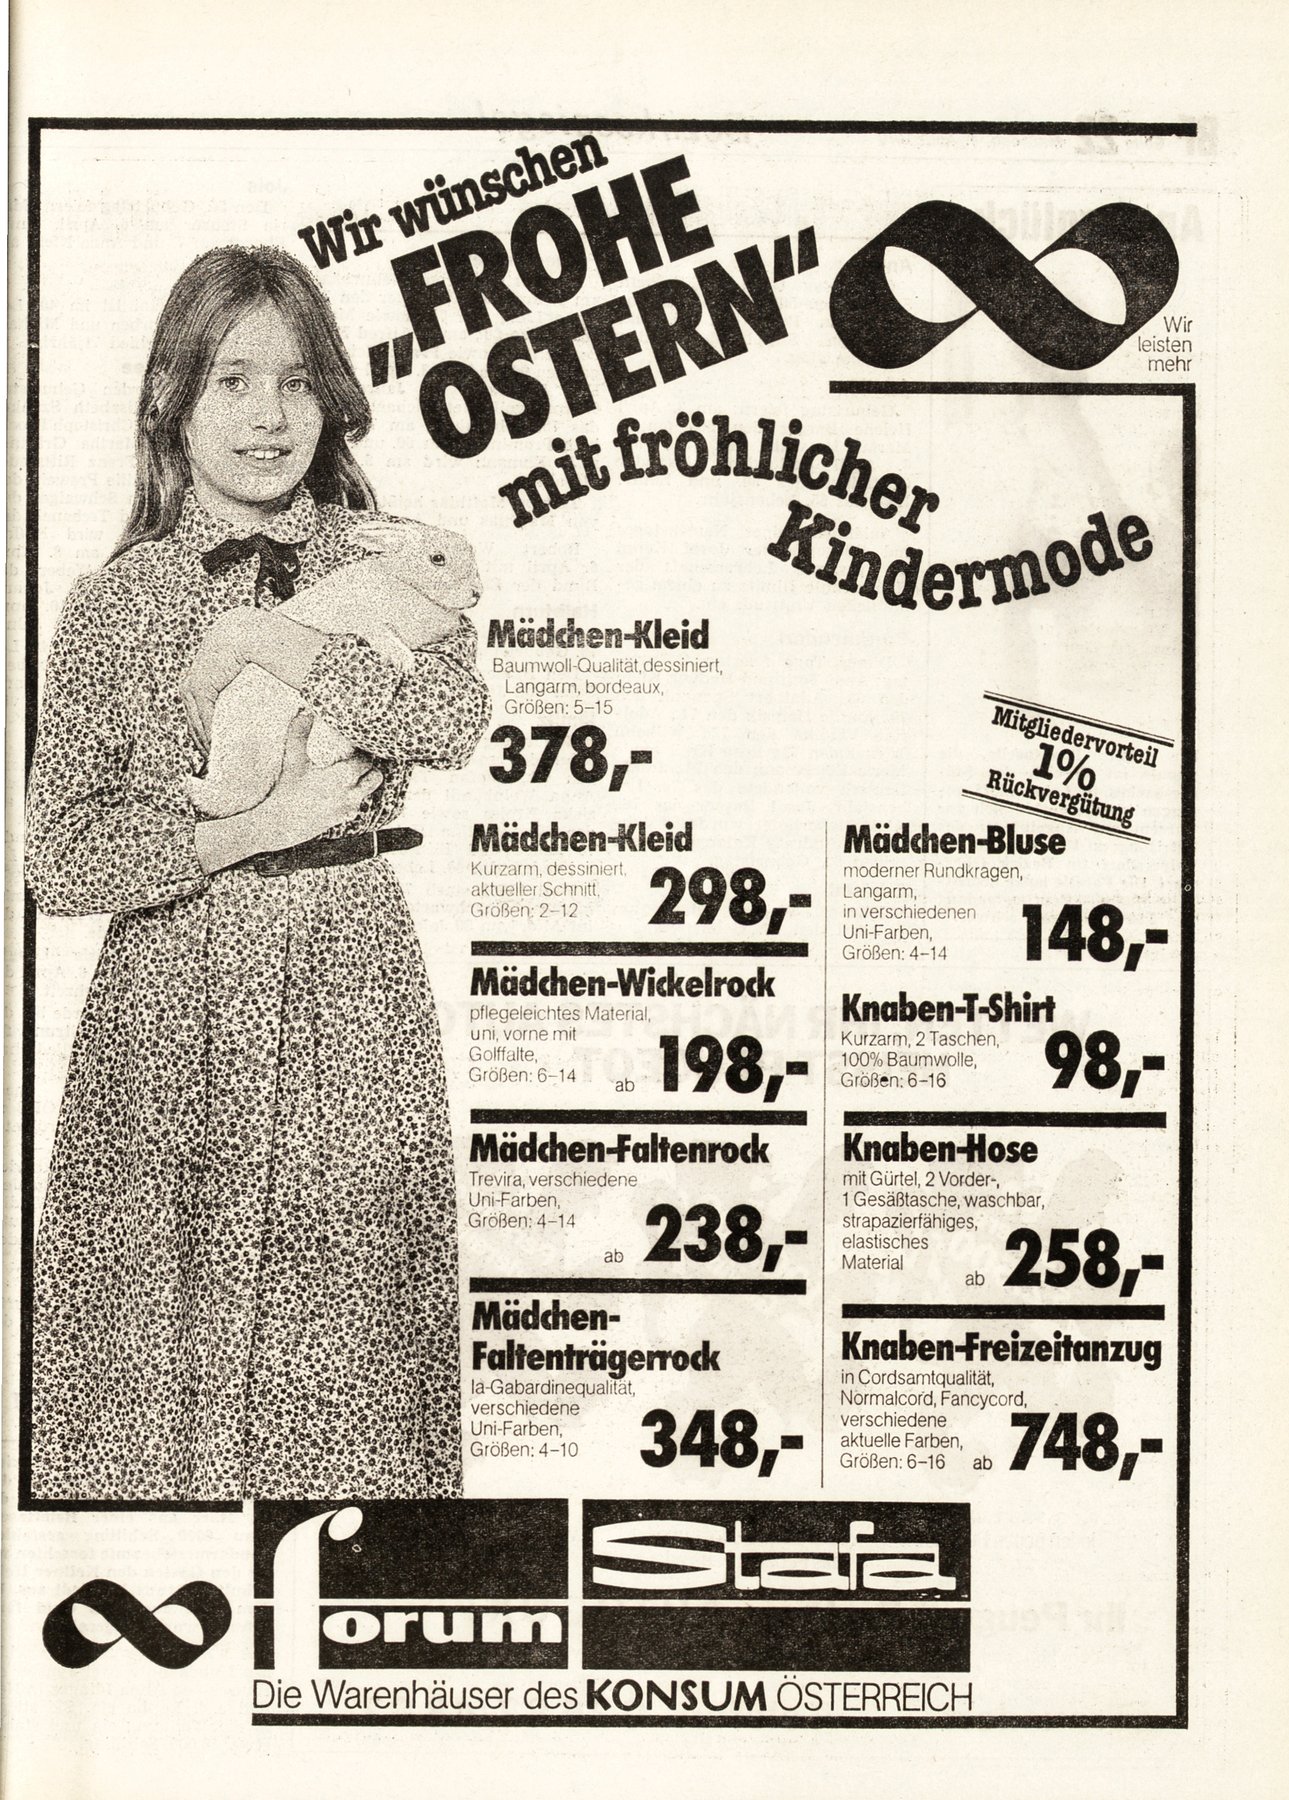 Wir wünschen
„FROHE
OSTERN“
mit fröhlicher
Kindermode
Wir
leisten
mehr
Mädchen-Kleid
Baumwoll-Qualität, dessiniert,
Langarm, bordeaux,
Größen: 5–15
378,-
Mitgliedervorteil
1%
Rückvergütung
Mädchen-Kleid
Kurzarm, dessiniert,
aktueller Schnitt,
Größen: 2–12
298,-
Mädchen-Wickelrock
pflegeleichtes Material,
uni, vorne mit
Golffalte,
Größen: 6–14
ab 198,-
Mädchen-Faltenrock
Trevira, verschiedene
Uni-Farben,
Größen: 4–14
ab 238,-
Mädchen-
Faltenträgerrock
Ia-Gabardinequalität,
verschiedene
Uni-Farben,
Größen: 4–10
348,-
Mädchen-Bluse
moderner Rundkragen,
Langarm,
in verschiedenen
Uni-Farben,
Größen: 4–14
148,-
Knaben-T-Shirt
Kurzarm, 2 Taschen,
100% Baumwolle,
Größen: 6–16
98,-
Knaben-Hose
mit Gürtel, 2 Vorder-,
1 Gesäßtasche, waschbar,
strapazierfähiges,
elastisches
Material
ab 258,-
Knaben-Freizeitanzug
in Cordsamtqualität,
Normalcord, Fancycord,
verschiedene
aktuelle Farben,
Größen: 6–16
ab 748,-
forum
Stafa
Die Warenhäuser des KONSUM ÖSTERREICH